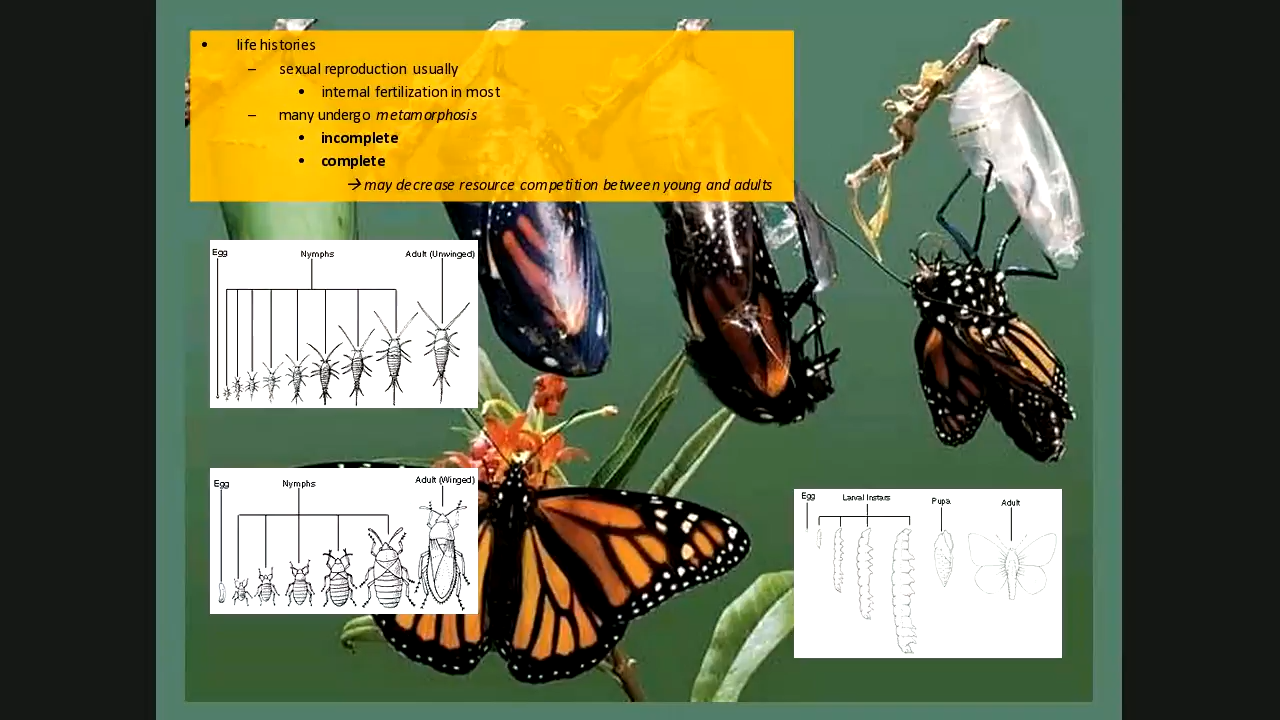 • life histories
– sexual reproduction usually
• internal fertilization in most
– many undergo metamorphosis
• incomplete
• complete
→ may decrease resource competition between young and adults
Egg Nymphs Adult (Unwinged)
Egg Nymphs Adult (Winged)
Egg Larval Instars Pupa Adult